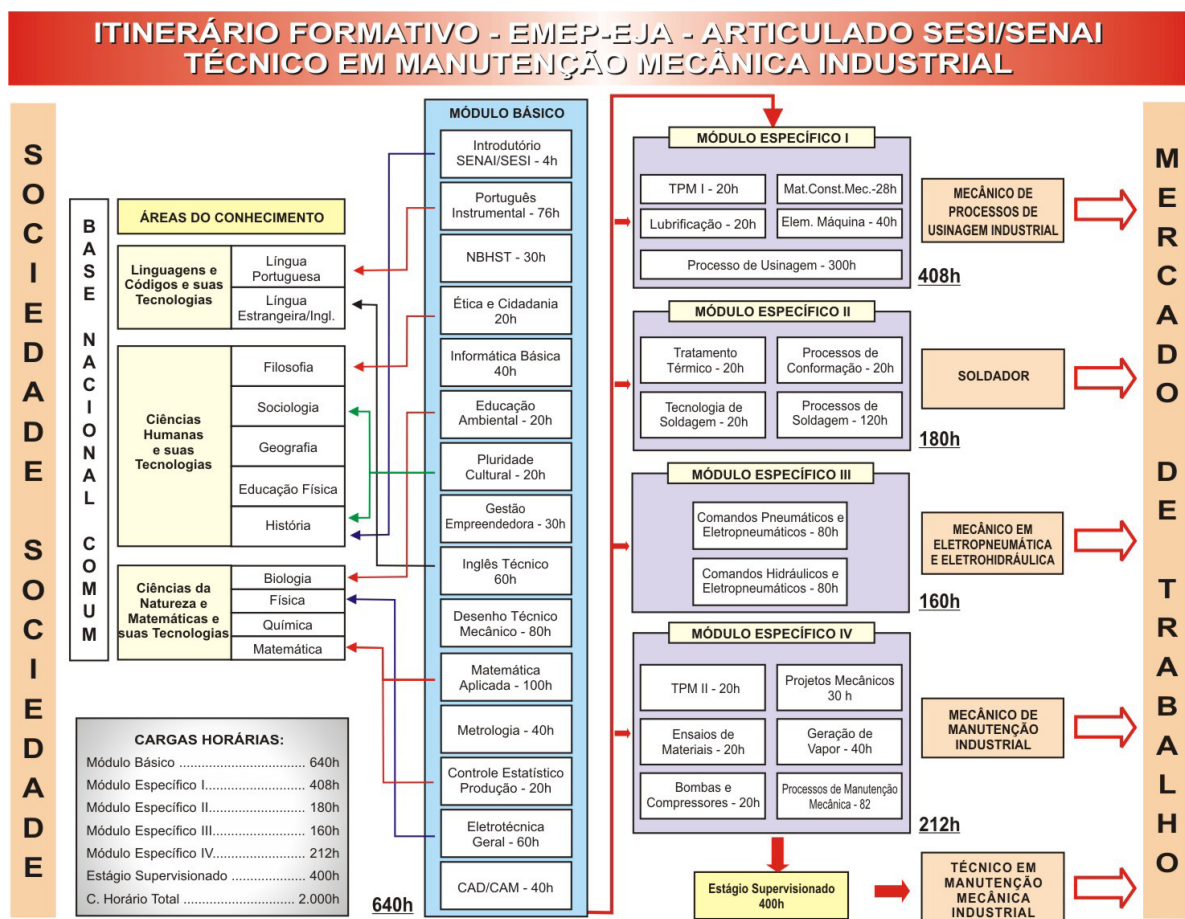 ITINERÁRIO FORMATIVO - EMEP-EJA - ARTICULADO SESI/SENAI
TÉCNICO EM MANUTENÇÃO MECÂNICA INDUSTRIAL
SOCIEDADE SOCIEDADE
BASE NACIONAL COMUM
ÁREAS DO CONHECIMENTO
Linguagens e
Códigos e suas
Tecnologias
Língua
Portuguesa
Língua
Estrangeira/Ingl.
Ciências
Humanas
e suas
Tecnologias
Filosofia
Sociologia
Geografia
Educação Física
História
Ciências da
Natureza e
Matemáticas e
suas Tecnologias
Biologia
Física
Química
Matemática
CARGAS HORÁRIAS:
Módulo Básico ................................ 640h
Módulo Específico I......................... 408h
Módulo Específico II........................ 180h
Módulo Específico III....................... 160h
Módulo Específico IV....................... 212h
Estágio Supervisionado .................. 400h
C. Horário Total ............................ 2.000h
MÓDULO BÁSICO
Introdutório
SENAI/SESI - 4h
Português
Instrumental - 76h
NBHST - 30h
Ética e Cidadania
20h
Informática Básica
40h
Educação
Ambiental - 20h
Pluridade
Cultural - 20h
Gestão
Empreendedora - 30h
Inglês Técnico
60h
Desenho Técnico
Mecânico - 80h
Matemática
Aplicada - 100h
Metrologia - 40h
Controle Estatístico
Produção - 20h
Eletrotécnica
Geral - 60h
CAD/CAM - 40h
640h
MÓDULO ESPECÍFICO I
TPM I - 20h
Mat.Const.Mec.-28h
Lubrificação - 20h
Elem. Máquina - 40h
Processo de Usinagem - 300h
408h
MECÂNICO DE
PROCESSOS DE
USINAGEM INDUSTRIAL
MÓDULO ESPECÍFICO II
Tratamento
Térmico - 20h
Processos de
Conformação - 20h
Tecnologia de
Soldagem - 20h
Processos de
Soldagem - 120h
180h
SOLDADOR
MÓDULO ESPECÍFICO III
Comandos Pneumáticos e
Eletropneumáticos - 80h
Comandos Hidráulicos e
Eletropneumáticos - 80h
160h
MECÂNICO EM
ELETROPNEUMÁTICA
E ELETROHIDRÁULICA
MÓDULO ESPECÍFICO IV
TPM II - 20h
Projetos Mecânicos
30 h
Ensaios de
Materiais - 20h
Geração de
Vapor - 40h
Bombas e
Compressores - 20h
Processos de Manutenção
Mecânica - 82
212h
MECÂNICO DE
MANUTENÇÃO
INDUSTRIAL
Estágio Supervisionado
400h
TÉCNICO EM
MANUTENÇÃO
MECÂNICA
INDUSTRIAL
MERCADO DE TRABALHO